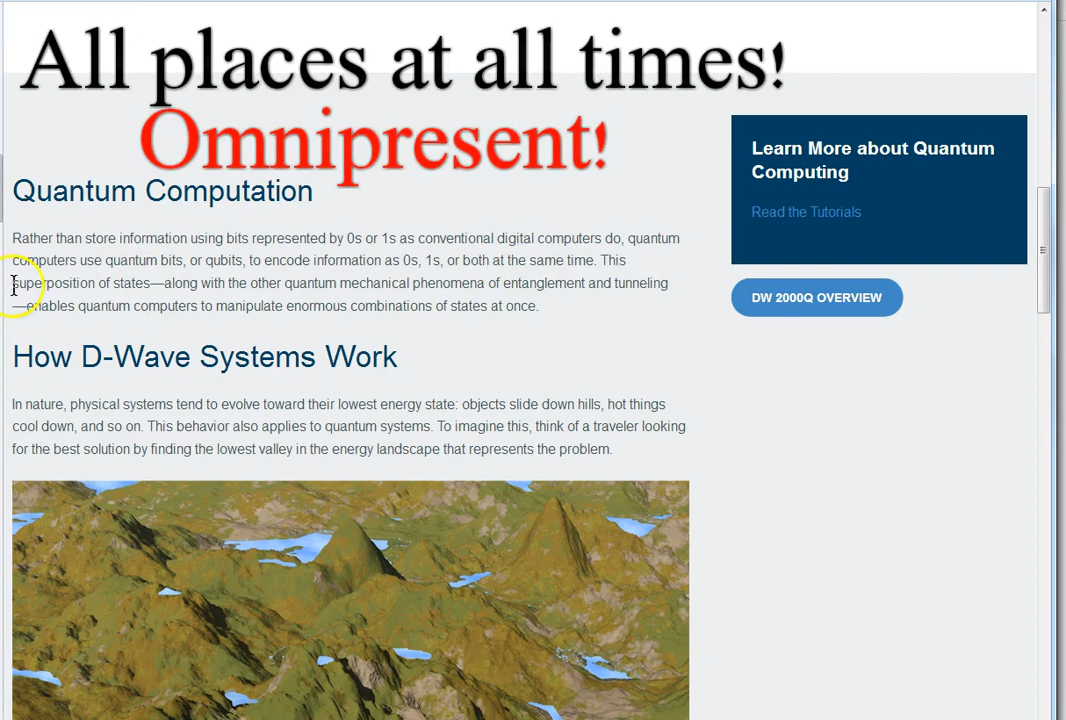 All places at all times!
Omnipresent!
Quantum Computation
Rather than store information using bits represented by 0s or 1s as conventional digital computers do, quantum
computers use quantum bits, or qubits, to encode information as 0s, 1s, or both at the same time. This
superposition of states—along with the other quantum mechanical phenomena of entanglement and tunneling
—enables quantum computers to manipulate enormous combinations of states at once.
How D-Wave Systems Work
In nature, physical systems tend to evolve toward their lowest energy state: objects slide down hills, hot things
cool down, and so on. This behavior also applies to quantum systems. To imagine this, think of a traveler looking
for the best solution by finding the lowest valley in the energy landscape that represents the problem.
Learn More about Quantum
Computing
Read the Tutorials
DW 2000Q OVERVIEW